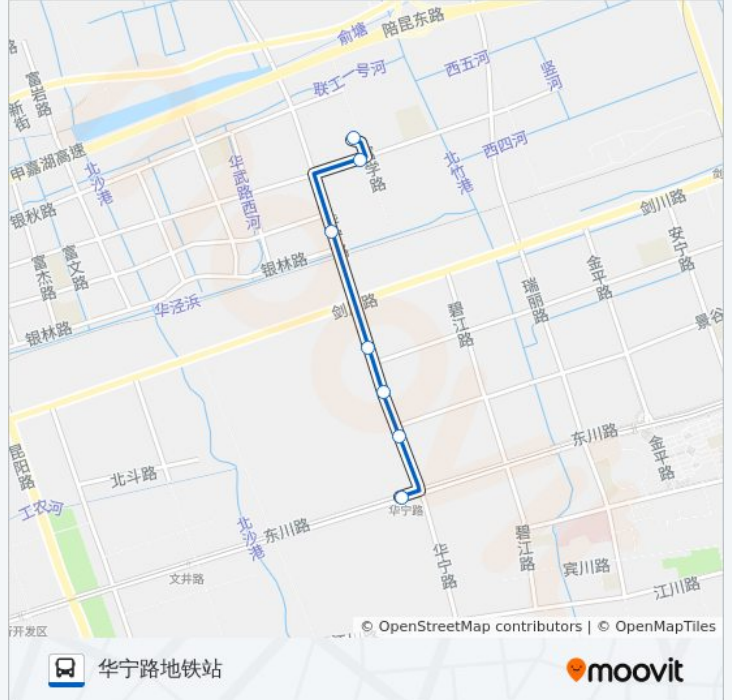 俞塘
陪昆东路
路
富岩路
新街
联工一号河
西五河
竖河
申嘉湖高速
北沙港
华武路西河
学路
北竹港
西四河
银秋路
剑川路
富杰路
富文路
银林路
安宁路
华泾浜
剑 路
瑞丽路
金平路
碧江路
银林路
景谷
昆阳路
北斗路
东川路
金平路
工农河
华宁路
北沙港
东川路
碧江路
华宁路
宾川路
文井路
江川路
新开发区
© OpenStreetMap contributors | © OpenMapTiles
华宁路地铁站
moovit